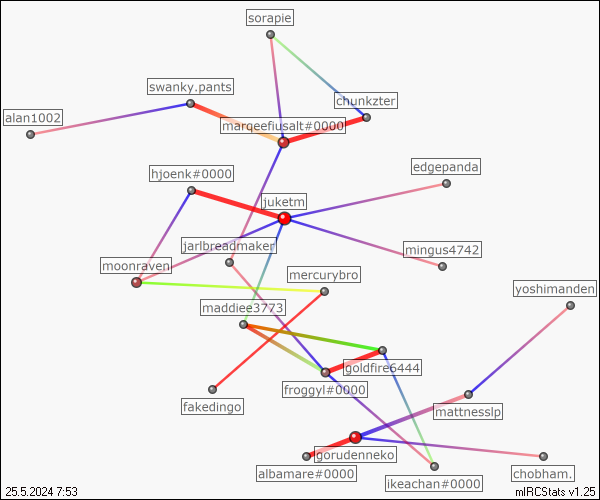 sorapie
swanky.pants
chunkzter
alan1002
marqeefiusalt#0000
edgepanda
hjoenk#0000
juketm
jarlbreadmaker
mingus4742
moonraven
mercurybro
yoshimanden
maddiee3773
goldfire6444
froggyl#0000
fakedingo
mattnesslp
gorudenneko
albamare#0000
chobham.
ikeachan#0000
25.5.2024 7:53
mIRCStats v1.25